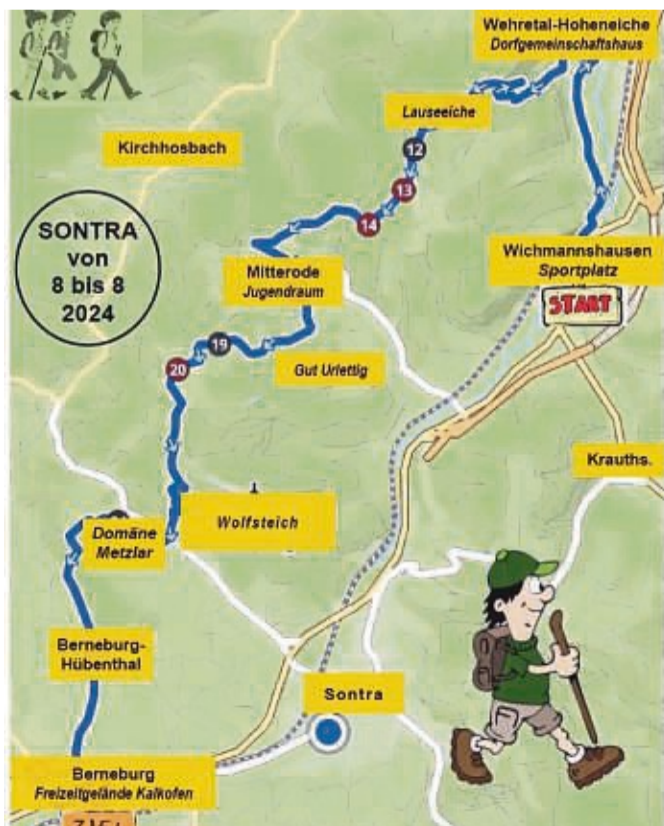 Wehretal-Hoheneiche
Dorfgemeinschaftshaus
Lauseeiche
Kirchhosbach
12
13
14
SONTRA
von
8 bis 8
2024
Wichmannshausen
Sportplatz
START
Mitterode
Jugendraum
19
20
Gut Urlettig
Krauths.
Wolfsteich
Domäne
Metzlar
Berneburg-
Hübenthal
Sontra
Berneburg
Freizeitgelände Kalkofen